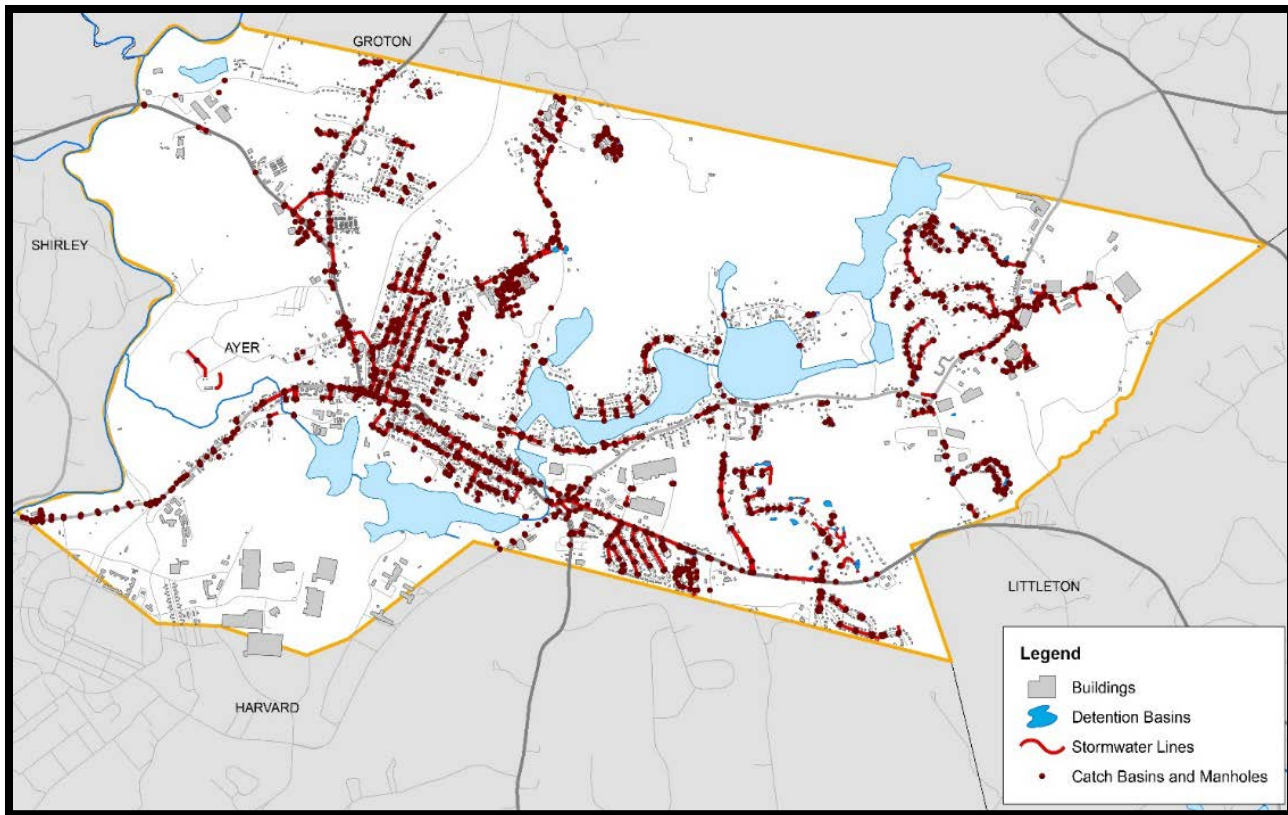 GROTON
SHIRLEY
AYER
LITTLETON
HARVARD
Legend
Buildings
Detention Basins
Stormwater Lines
Catch Basins and Manholes